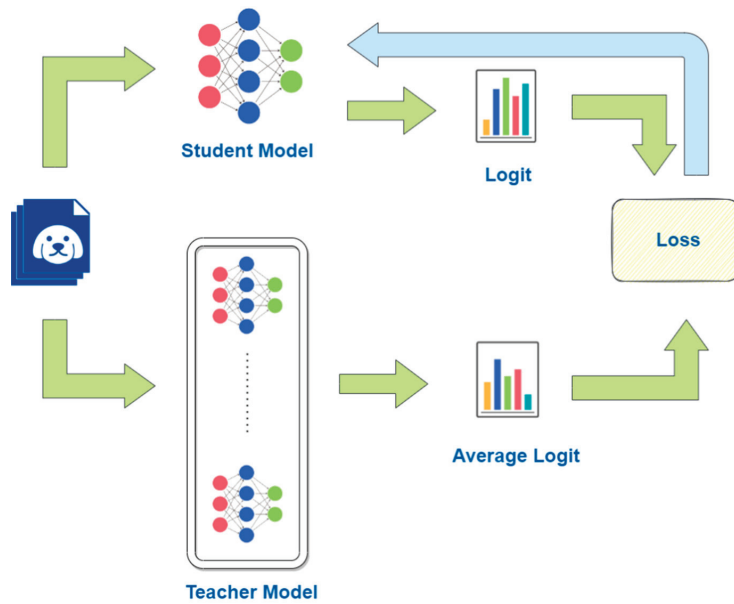 Student Model
Logit
Loss
Average Logit
Teacher Model